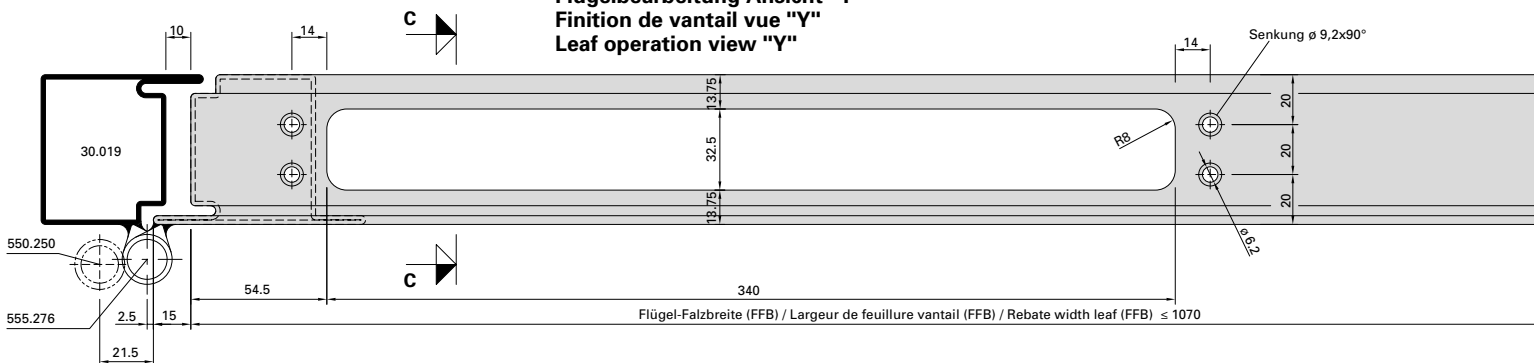 Flügelbearbeitung Ansicht "Y"
Finition de vantail vue "Y"
Leaf operation view "Y"
C
10
14
14
Senkung ø 9,2x90°
30.019
13.75
32.5
13.75
R8
20
20
20
ø 6.2
550.250
555.276
C
54.5
340
2.5
15
Flügel-Falzbreite (FFB) / Largeur de feuillure vantail (FFB) / Rebate width leaf (FFB) ≤ 1070
21.5